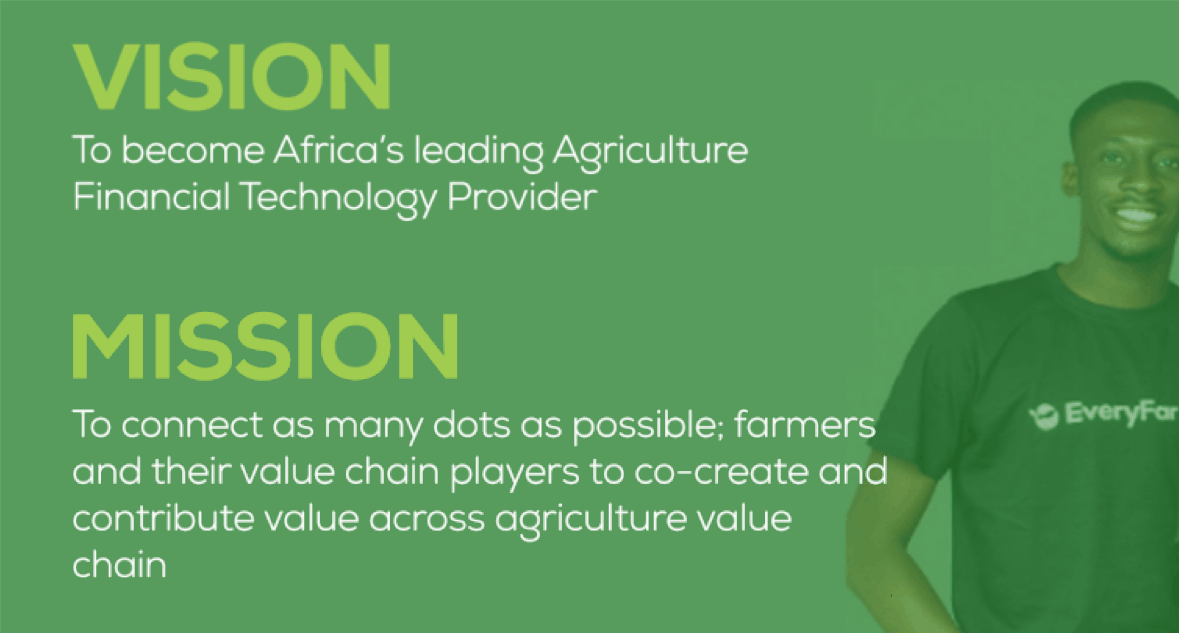 VISION
To become Africa's leading Agriculture
Financial Technology Provider
MISSION
To connect as many dots as possible; farmers
and their value chain players to co-create and
contribute value across agriculture value
chain
EveryFar